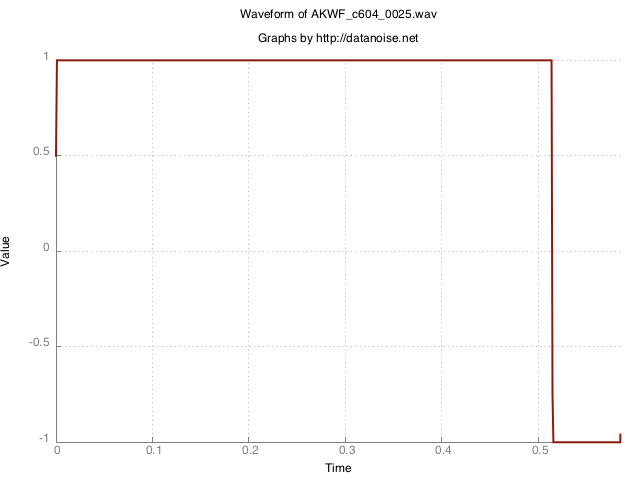 Waveform of AKWF_c604_0025.wav
Graphs by http://datanoise.net
1
0.5
0
-0.5
-1
Value
0 0.1 0.2 0.3 0.4 0.5
Time